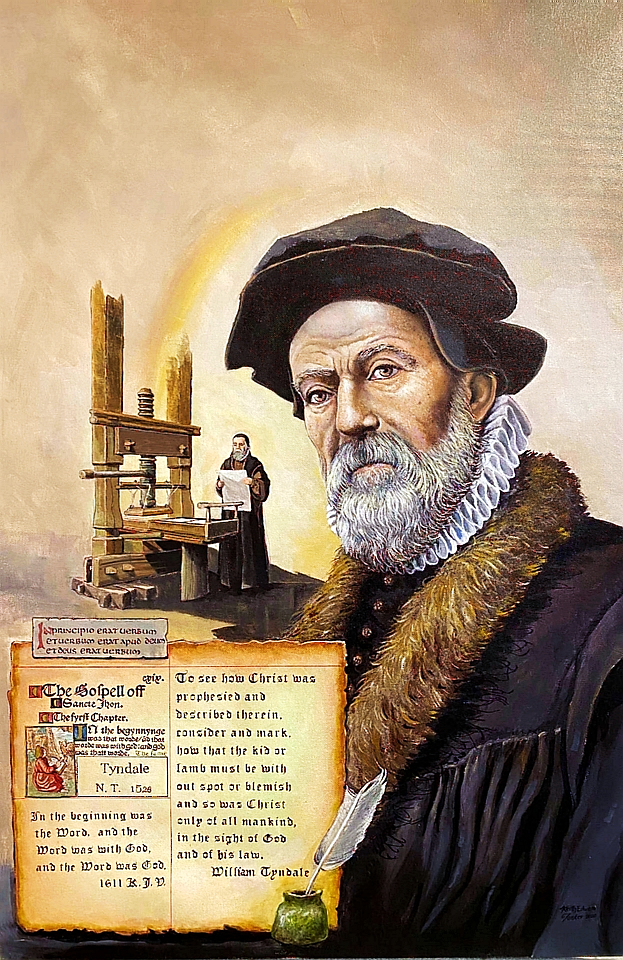 In principio erat uerbum
et uerbum erat apud deum
et deus erat uerbum
The Gospell off
Sancte Jhon.
The fyrst Chapter.
IN the begynnynge
was that worde/ & that
worde was with god: and god
was thatt worde. The same
Tyndale
N. T. 1526
In the beginning was
the Word, and the
Word was with God,
and the Word was God.
1611 K.J.V.
To see how Christ was
prophesied and
described therein,
consider and mark,
how that the kid or
lamb must be with
out spot or blemish
and so was Christ
only of all mankind,
in the sight of God
and of his law.
William Tyndale